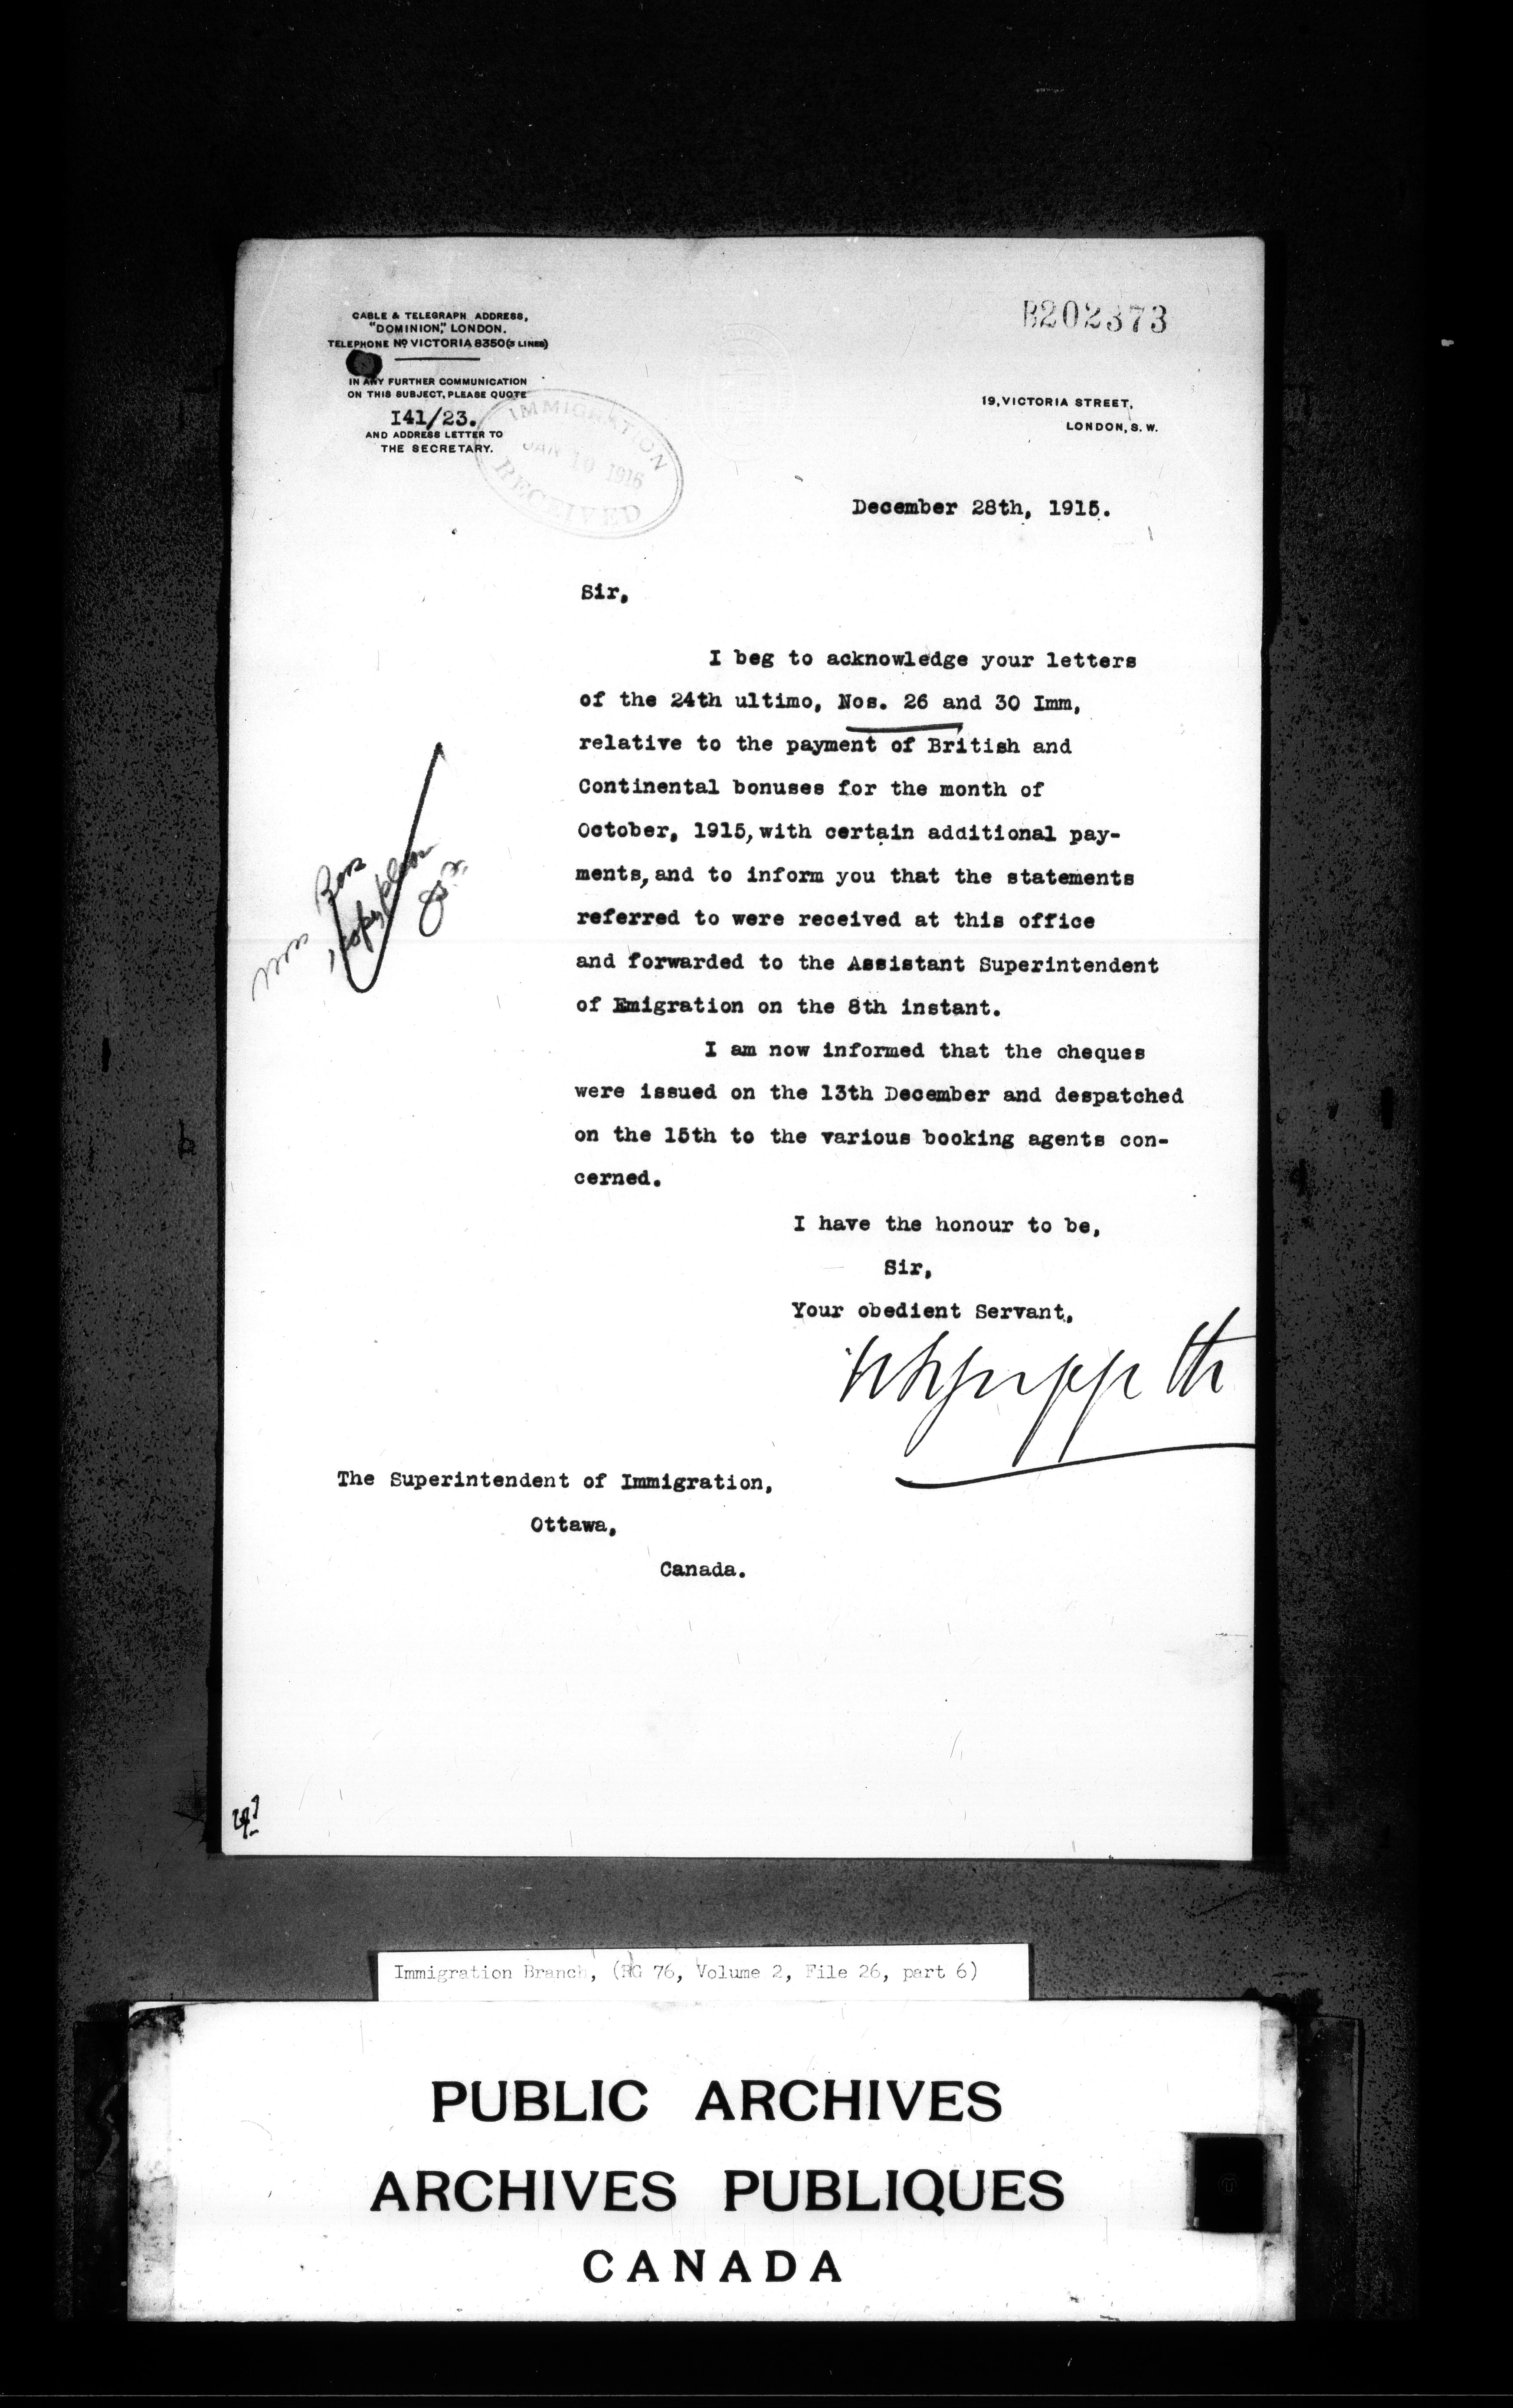 B202373
CABLE & TELEGRAPH ADDRESS,
"DOMINION," LONDON.
TELEPHONE No VICTORIA 8350 (3 LINES)
IN ANY FURTHER COMMUNICATION
ON THIS SUBJECT, PLEASE QUOTE
I41/23.
AND ADDRESS LETTER TO
THE SECRETARY.
IMMIGRATION
JAN 10 1916
RECEIVED
19, VICTORIA STREET,
LONDON, S. W.
December 28th, 1915.
Sir,
I beg to acknowledge your letters
of the 24th ultimo, Nos. 26 and 30 Imm,
relative to the payment of British and
Continental bonuses for the month of
October, 1915, with certain additional pay-
ments, and to inform you that the statements
referred to were received at this office
and forwarded to the Assistant Superintendent
of Emigration on the 8th instant.
I am now informed that the cheques
were issued on the 13th December and despatched
on the 15th to the various booking agents con-
cerned.
I have the honour to be,
Sir,
Your obedient Servant,
The Superintendent of Immigration,
Ottawa,
Canada.
Immigration Branch, (RG 76, Volume 2, File 26, part 6)
PUBLIC ARCHIVES
ARCHIVES PUBLIQUES
CANADA